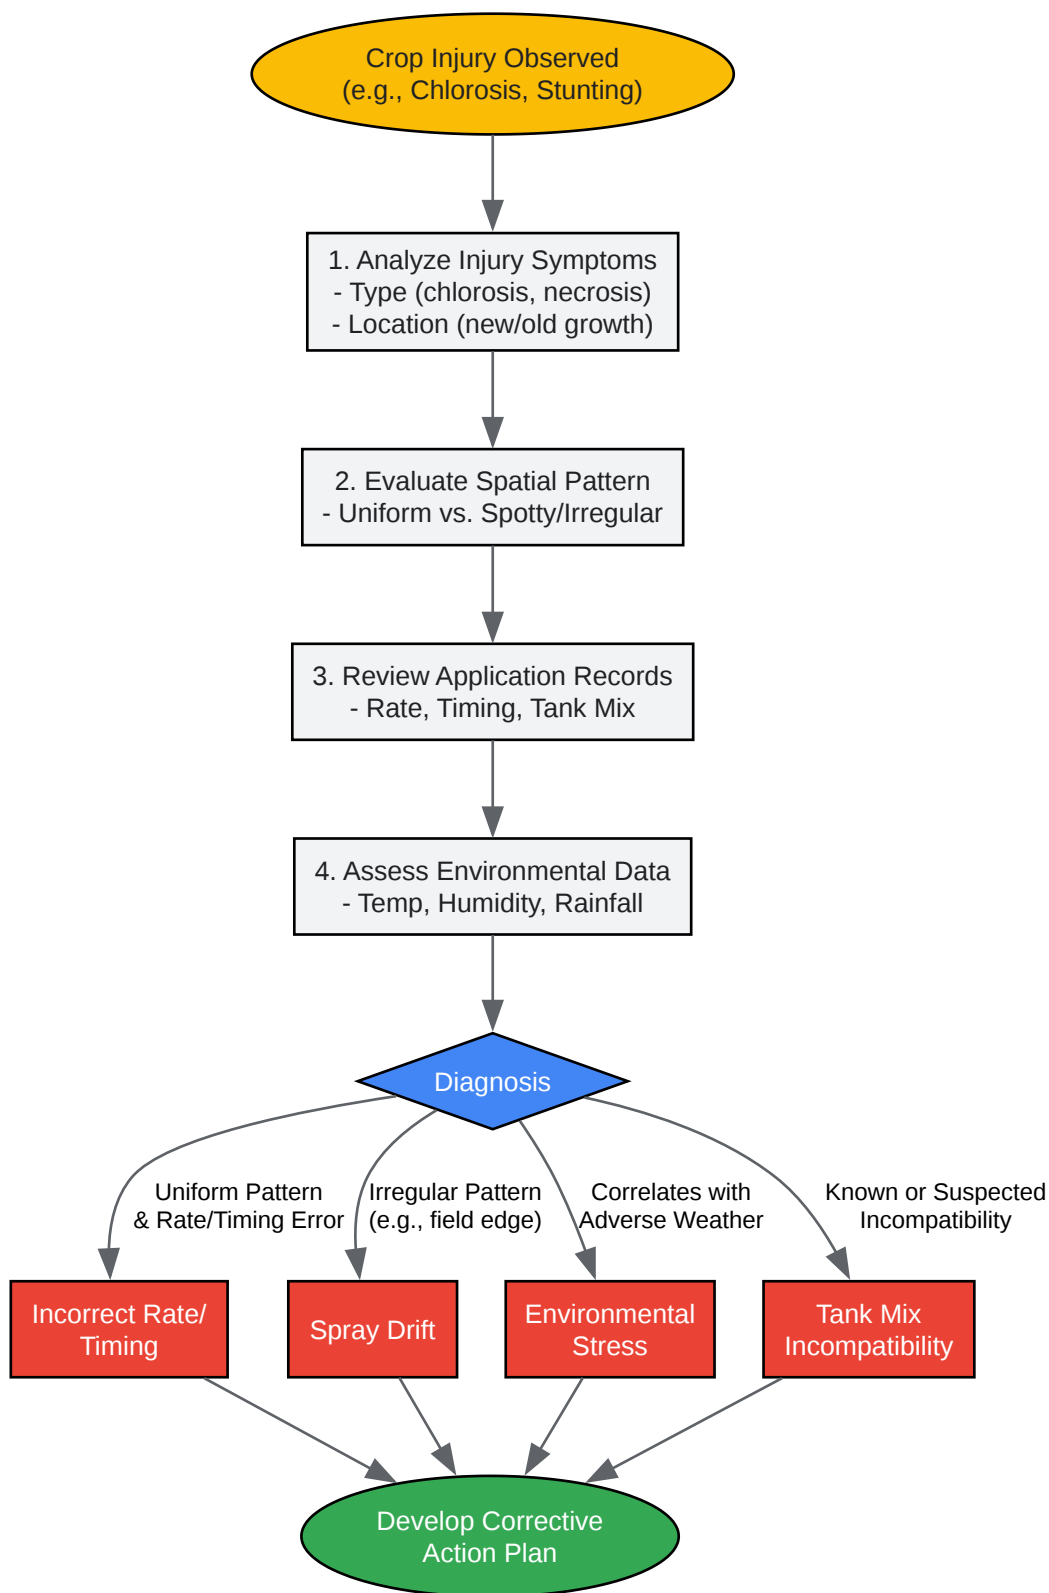 Crop Injury Observed
(e.g., Chlorosis, Stunting)
1. Analyze Injury Symptoms
- Type (chlorosis, necrosis)
- Location (new/old growth)
2. Evaluate Spatial Pattern
- Uniform vs. Spotty/Irregular
3. Review Application Records
- Rate, Timing, Tank Mix
4. Assess Environmental Data
- Temp, Humidity, Rainfall
Diagnosis
Uniform Pattern
& Rate/Timing Error
Irregular Pattern
(e.g., field edge)
Correlates with
Adverse Weather
Known or Suspected
Incompatibility
Incorrect Rate/
Timing
Spray Drift
Environmental
Stress
Tank Mix
Incompatibility
Develop Corrective
Action Plan